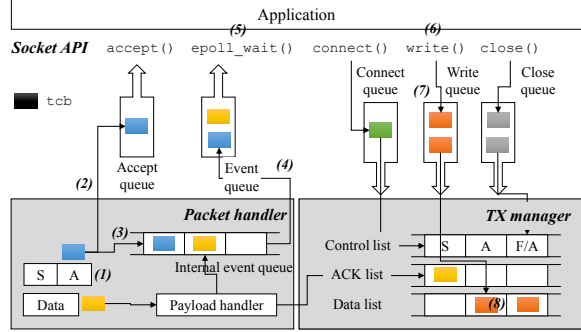 Application
(5) (6)
Socket API accept() epoll_wait() connect() write() close()
Connect queue (7) Write queue Close queue
tcb
Accept queue
Event queue
(2) (4)
Packet handler TX manager
(3)
Control list S A F/A
S A (1) Internal event queue
ACK list
Data Payload handler
Data list (8)